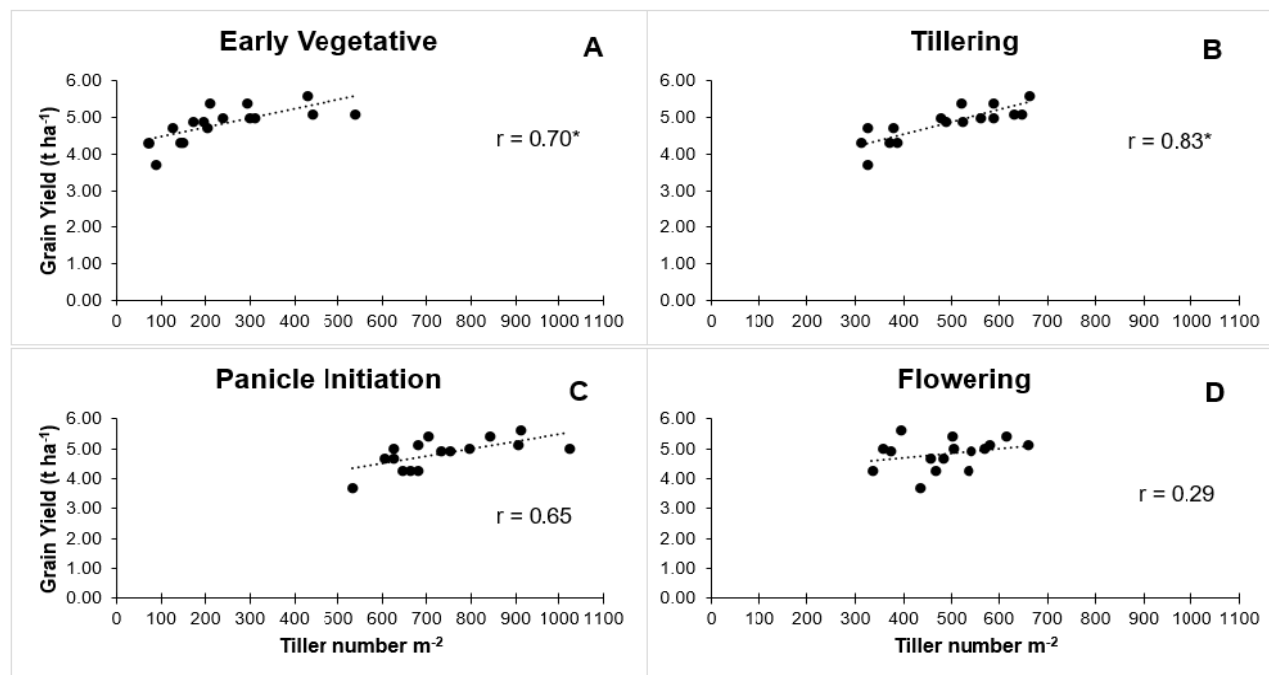 Early Vegetative
A
6.00
5.00
4.00
3.00
2.00
1.00
0.00
Grain Yield (t ha⁻¹)
r = 0.70*
0 100 200 300 400 500 600 700 800 900 1000 1100
Tillering
B
6.00
5.00
4.00
3.00
2.00
1.00
0.00
r = 0.83*
0 100 200 300 400 500 600 700 800 900 1000 1100
Panicle Initiation
C
6.00
5.00
4.00
3.00
2.00
1.00
0.00
Grain Yield (t ha⁻¹)
r = 0.65
0 100 200 300 400 500 600 700 800 900 1000 1100
Tiller number m⁻²
Flowering
D
6.00
5.00
4.00
3.00
2.00
1.00
0.00
r = 0.29
0 100 200 300 400 500 600 700 800 900 1000 1100
Tiller number m⁻²